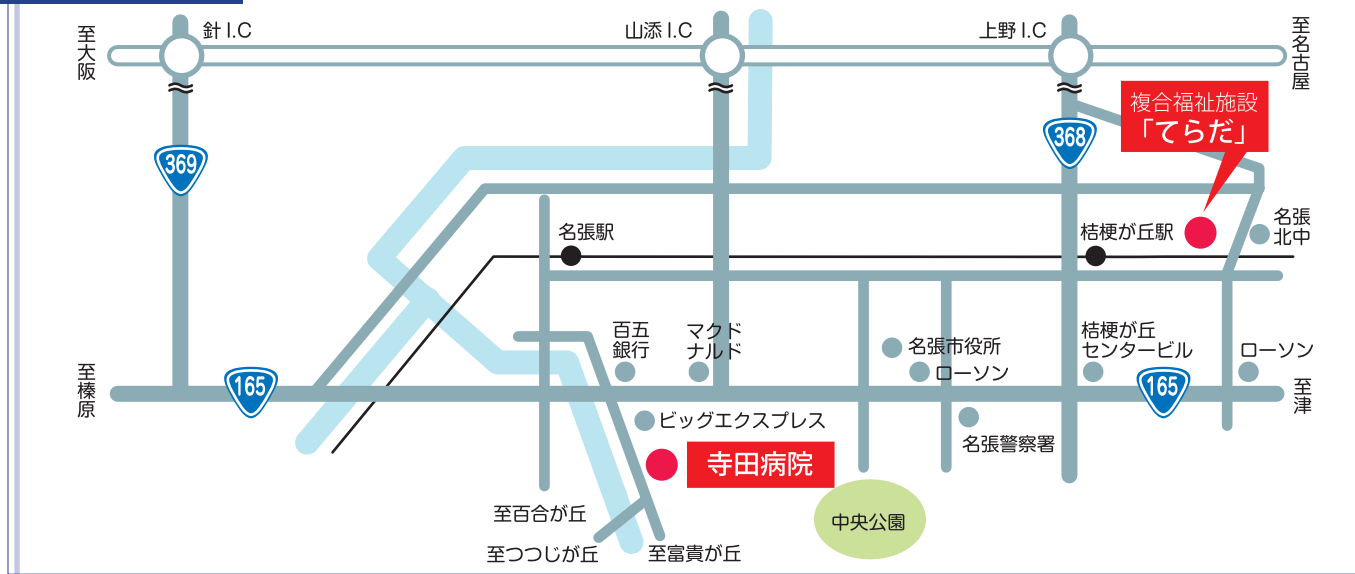 至大阪
針 I.C
山添 I.C
上野 I.C
至名古屋
複合福祉施設
「てらだ」
369
368
名張駅
桔梗が丘駅
名張
北中
百五
銀行
マクド
ナルド
名張市役所
ローソン
桔梗が丘
センタービル
ローソン
至榛原
165
165
至津
ビッグエクスプレス
名張警察署
寺田病院
至百合が丘
中央公園
至つつじが丘
至富貴が丘